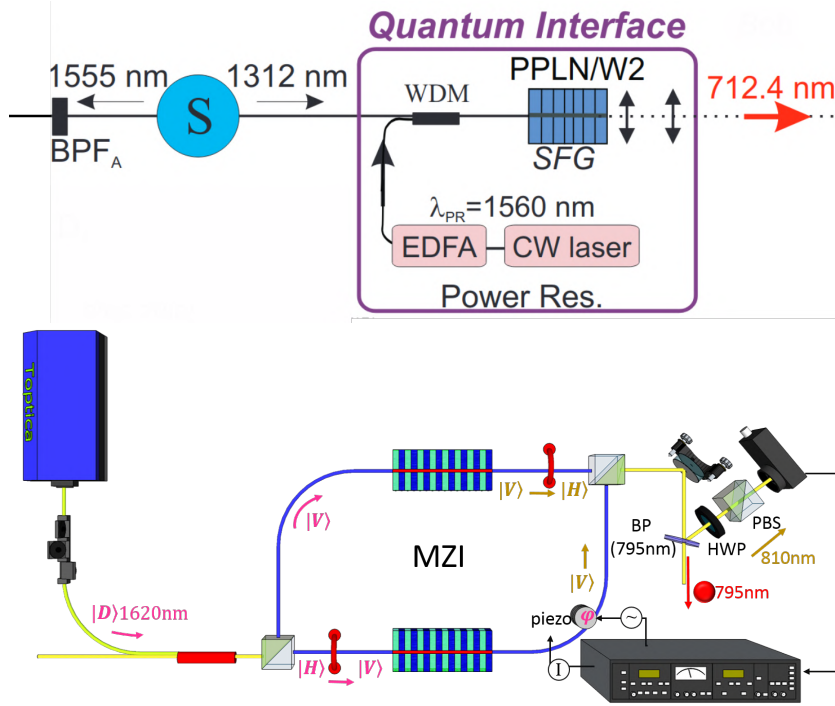 Quantum Interface
1555 nm
1312 nm
S
BPF_A
WDM
PPLN/W2
SFG
712.4 nm
λ_PR=1560 nm
EDFA
CW laser
Power Res.
Toptica
|V⟩
|V⟩ |H⟩
MZI
BP
(795nm)
HWP
PBS
810nm
|V⟩
795nm
|D⟩1620nm
piezo
φ
~
|H⟩ |V⟩
I